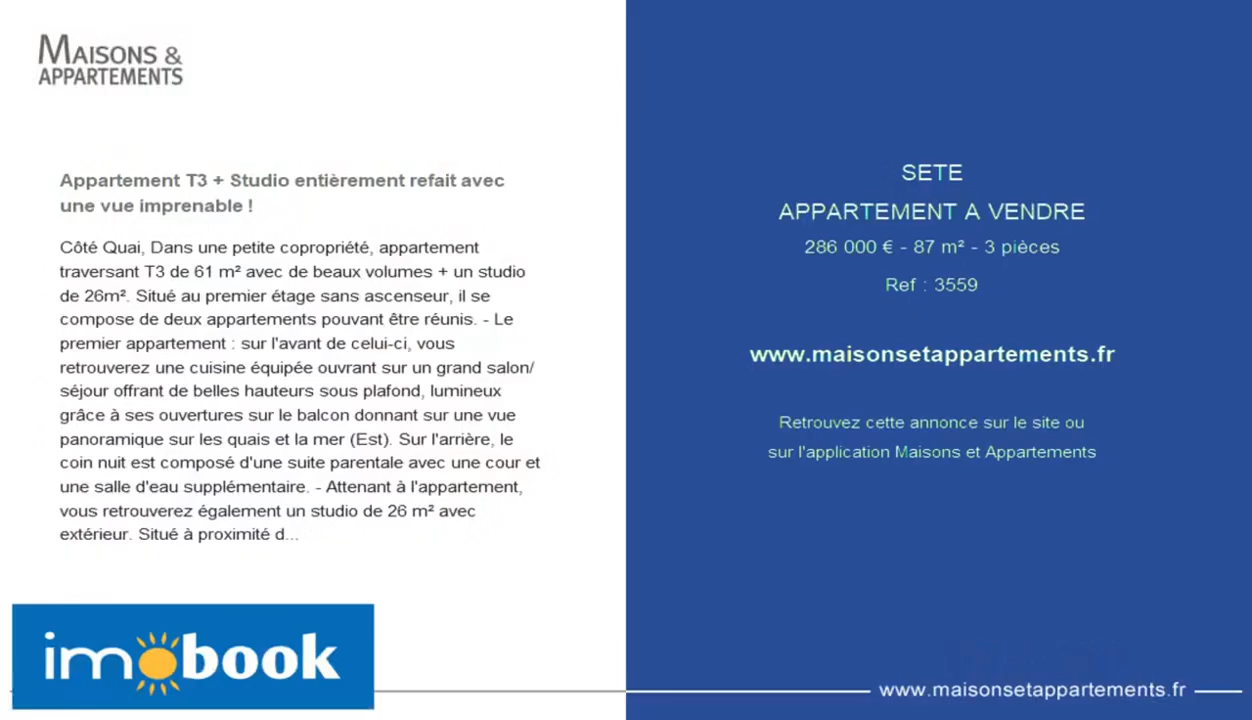 MAISONS &
APPARTEMENTS
Appartement T3 + Studio entièrement refait avec
une vue imprenable !
Côté Quai, Dans une petite copropriété, appartement
traversant T3 de 61 m² avec de beaux volumes + un studio
de 26m². Situé au premier étage sans ascenseur, il se
compose de deux appartements pouvant être réunis. - Le
premier appartement : sur l'avant de celui-ci, vous
retrouverez une cuisine équipée ouvrant sur un grand salon/
séjour offrant de belles hauteurs sous plafond, lumineux
grâce à ses ouvertures sur le balcon donnant sur une vue
panoramique sur les quais et la mer (Est). Sur l'arrière, le
coin nuit est composé d'une suite parentale avec une cour et
une salle d'eau supplémentaire. - Attenant à l'appartement,
vous retrouverez également un studio de 26 m² avec
extérieur. Situé à proximité d...
imobook
SETE
APPARTEMENT A VENDRE
286 000 € - 87 m² - 3 pièces
Ref : 3559
www.maisonsetappartements.fr
Retrouvez cette annonce sur le site ou
sur l'application Maisons et Appartements
www.maisonsetappartements.fr